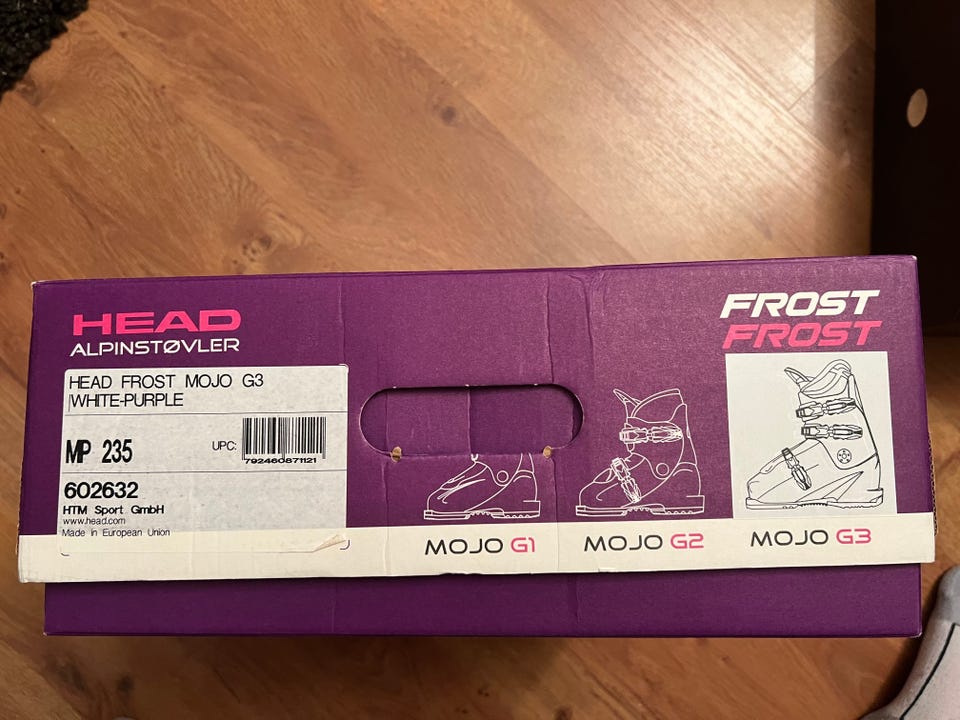 HEAD
ALPINSTØVLER
HEAD FROST MOJO G3
WHITE-PURPLE
MP 235
UPC:
792460871121
602632
HTM Sport GmbH
www.head.com
Made in European Union
FROST
FROST
MOJO G1
MOJO G2
MOJO G3